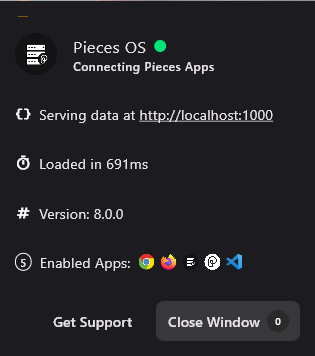 Pieces OS
Connecting Pieces Apps
{} Serving data at http://localhost:1000
Loaded in 691ms
# Version: 8.0.0
5 Enabled Apps:
Get Support
Close Window 0